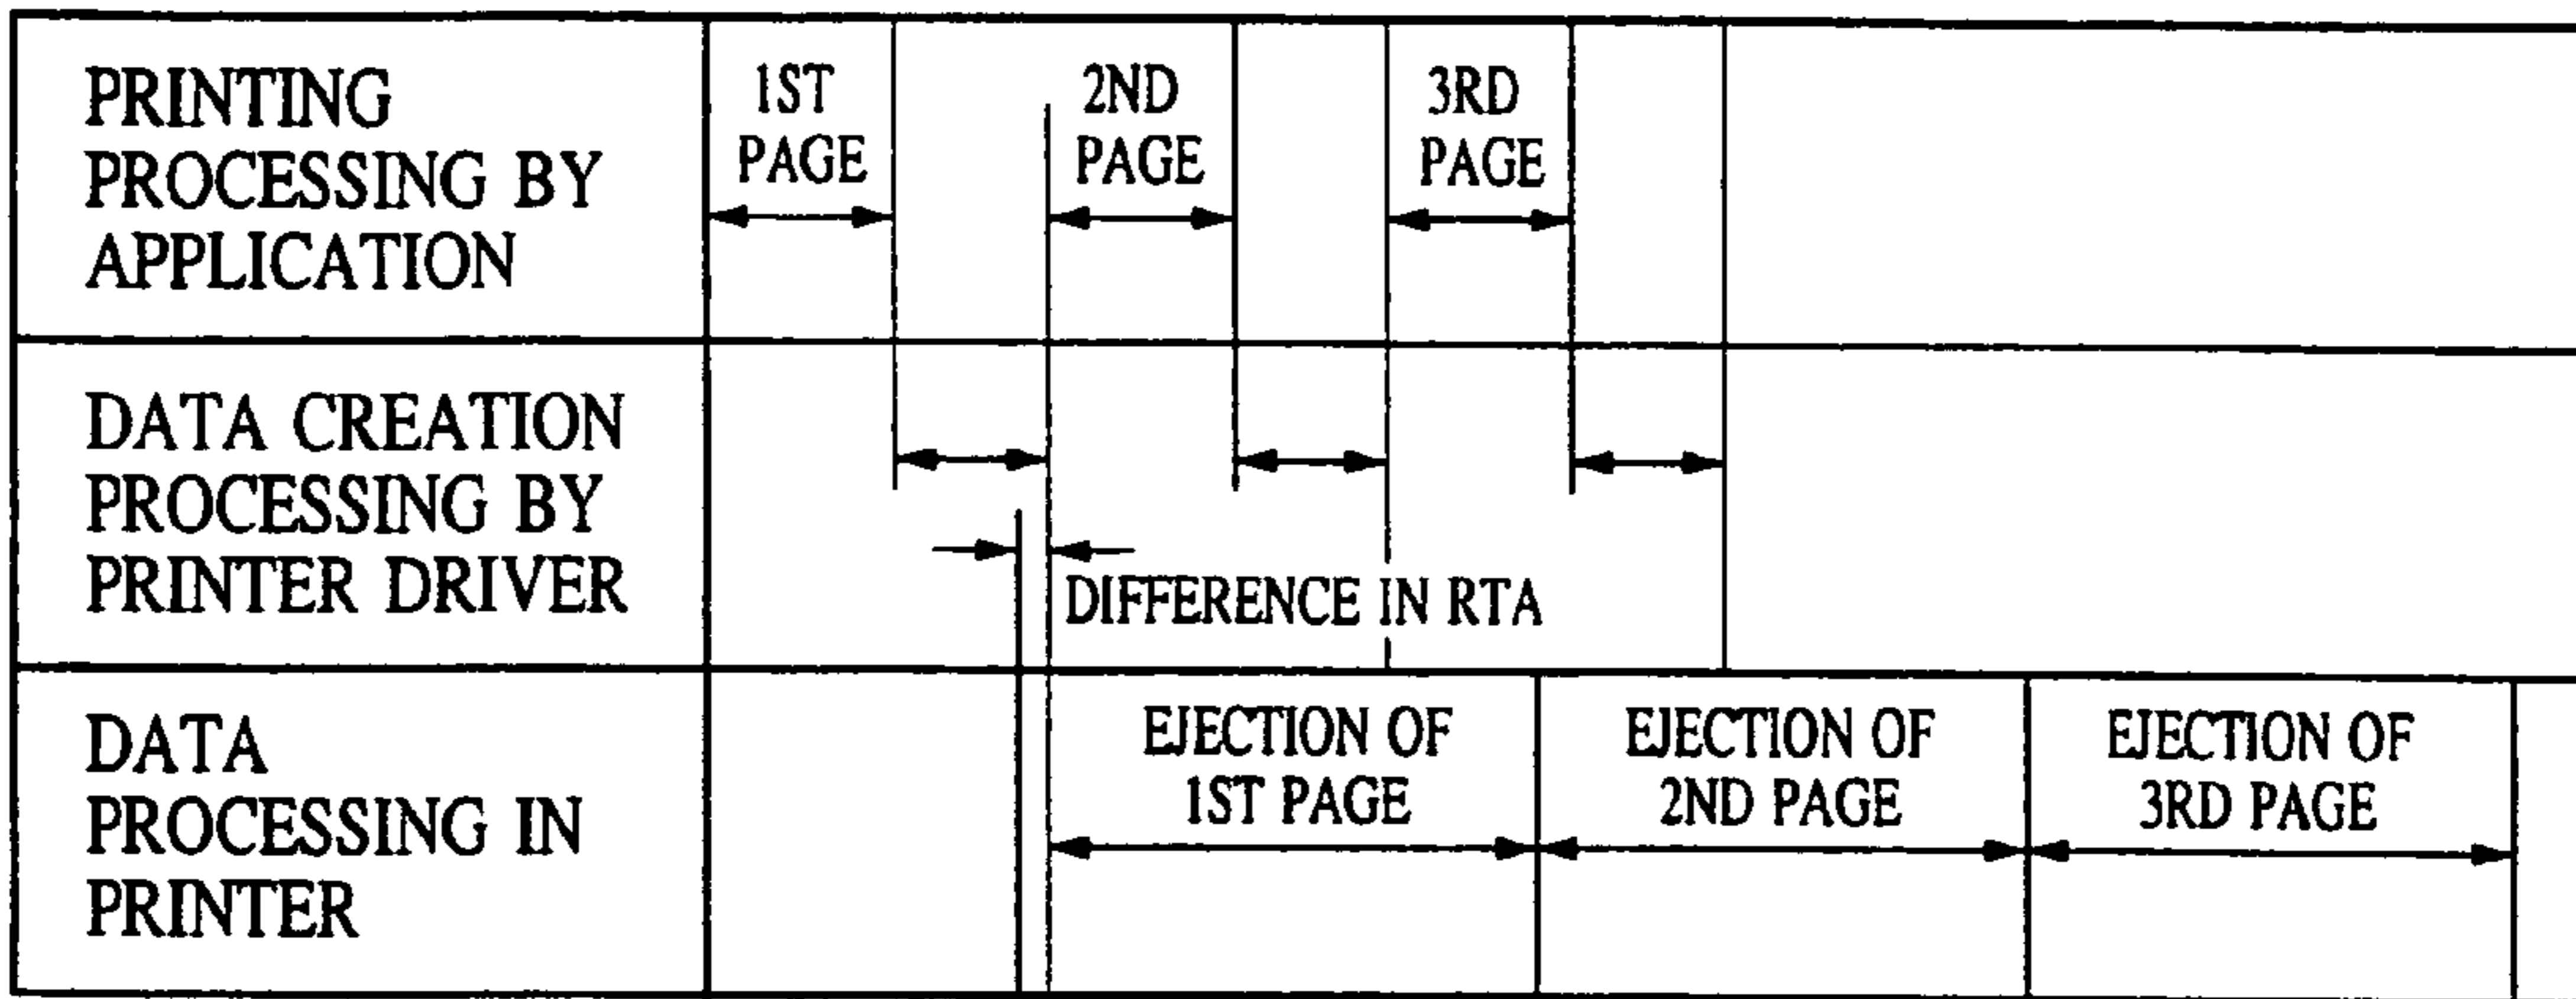 PRINTING
PROCESSING BY
APPLICATION
1ST
PAGE
2ND
PAGE
3RD
PAGE
DATA CREATION
PROCESSING BY
PRINTER DRIVER
DIFFERENCE IN RTA
DATA
PROCESSING IN
PRINTER
EJECTION OF
1ST PAGE
EJECTION OF
2ND PAGE
EJECTION OF
3RD PAGE